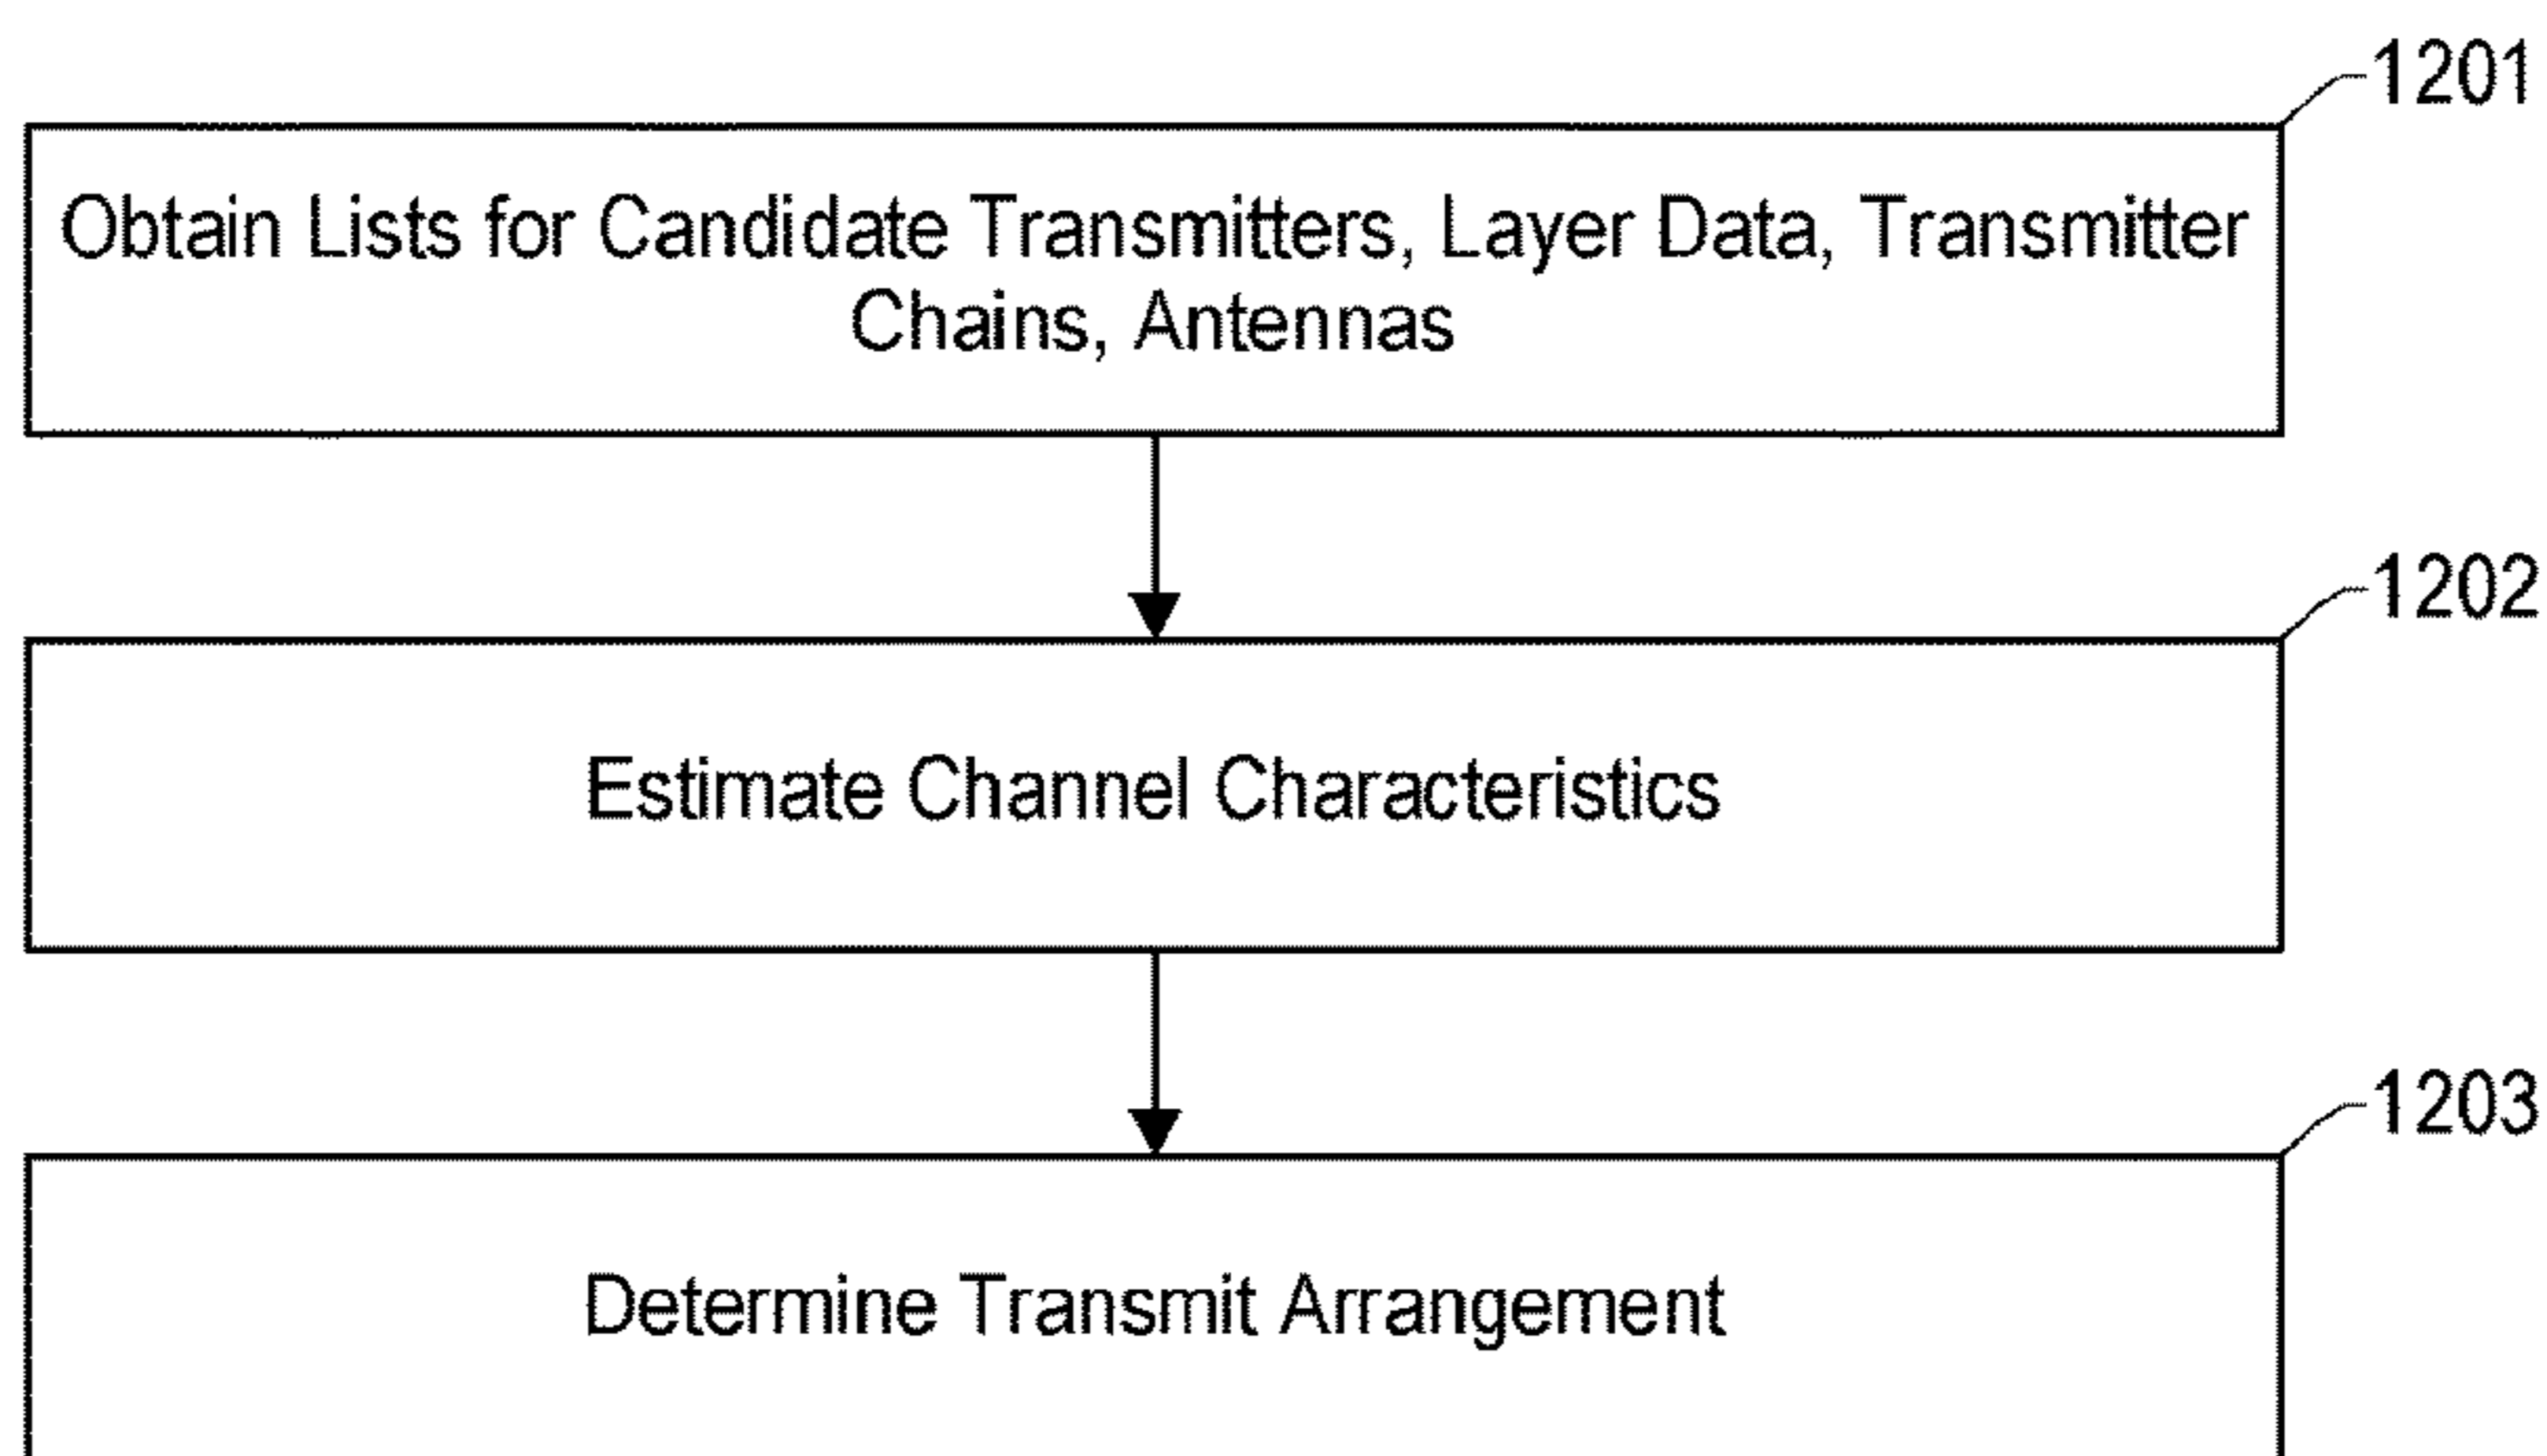 1201
Obtain Lists for Candidate Transmitters, Layer Data, Transmitter
Chains, Antennas
1202
Estimate Channel Characteristics
1203
Determine Transmit Arrangement